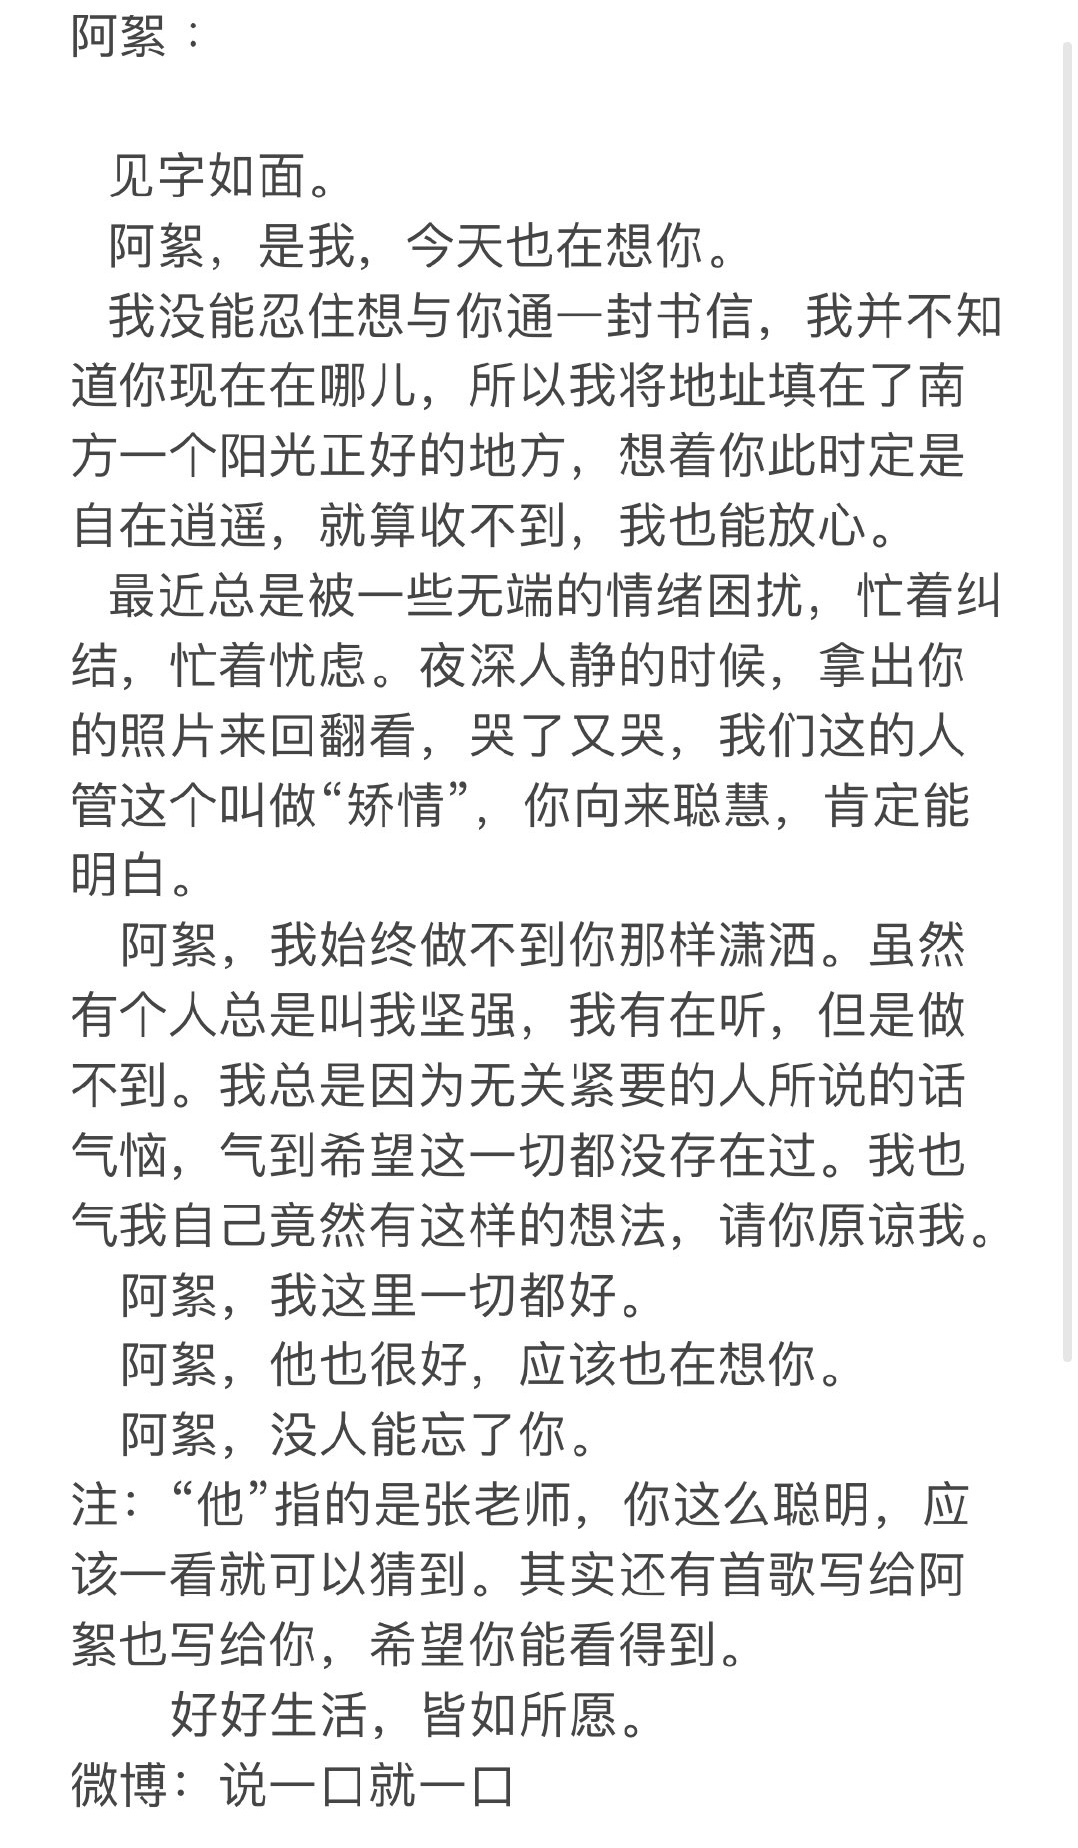 阿絮：
见字如面。
阿絮，是我，今天也在想你。
我没能忍住想与你通一封书信，我并不知
道你现在在哪儿，所以我将地址填在了南
方一个阳光正好的地方，想着你此时定是
自在逍遥，就算收不到，我也能放心。
最近总是被一些无端的情绪困扰，忙着纠
结，忙着忧虑。夜深人静的时候，拿出你
的照片来回翻看，哭了又哭，我们这的人
管这个叫做“矫情”，你向来聪慧，肯定能
明白。
阿絮，我始终做不到你那样潇洒。虽然
有个人总是叫我坚强，我有在听，但是做
不到。我总是因为无关紧要的人所说的话
气恼，气到希望这一切都没存在过。我也
气我自己竟然有这样的想法，请你原谅我。
阿絮，我这里一切都好。
阿絮，他也很好，应该也在想你。
阿絮，没人能忘了你。
注：“他”指的是张老师，你这么聪明，应
该一看就可以猜到。其实还有首歌写给阿
絮也写给你，希望你能看得到。
好好生活，皆如所愿。
微博：说一口就一口